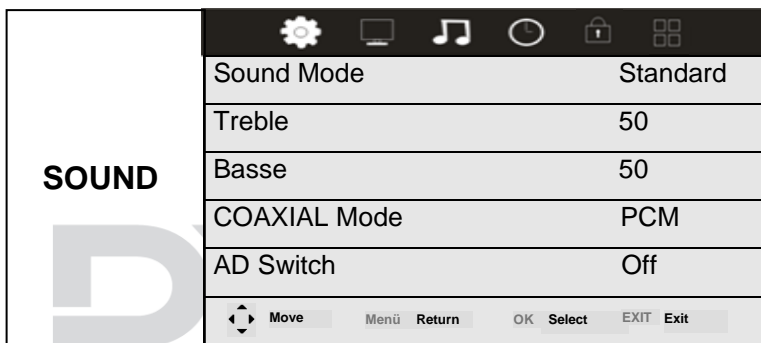 Sound Mode Standard
Treble 50
SOUND
Basse 50
COAXIAL Mode PCM
AD Switch Off
Move Menü Return OK Select EXIT Exit